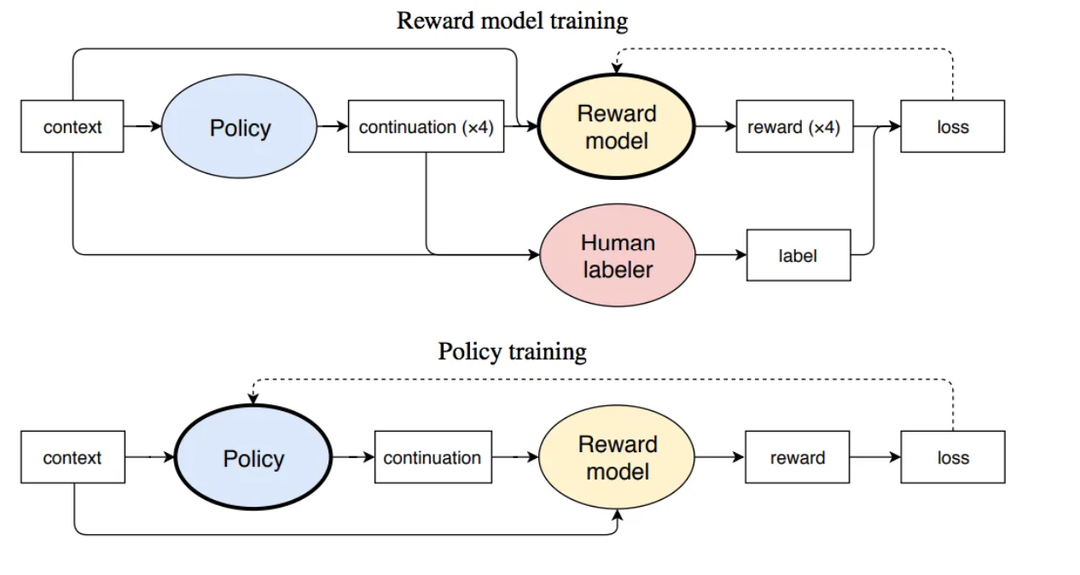 Reward model training
context
Policy
continuation (×4)
Reward
model
reward (×4)
loss
Human
labeler
label
Policy training
context
Policy
continuation
Reward
model
reward
loss